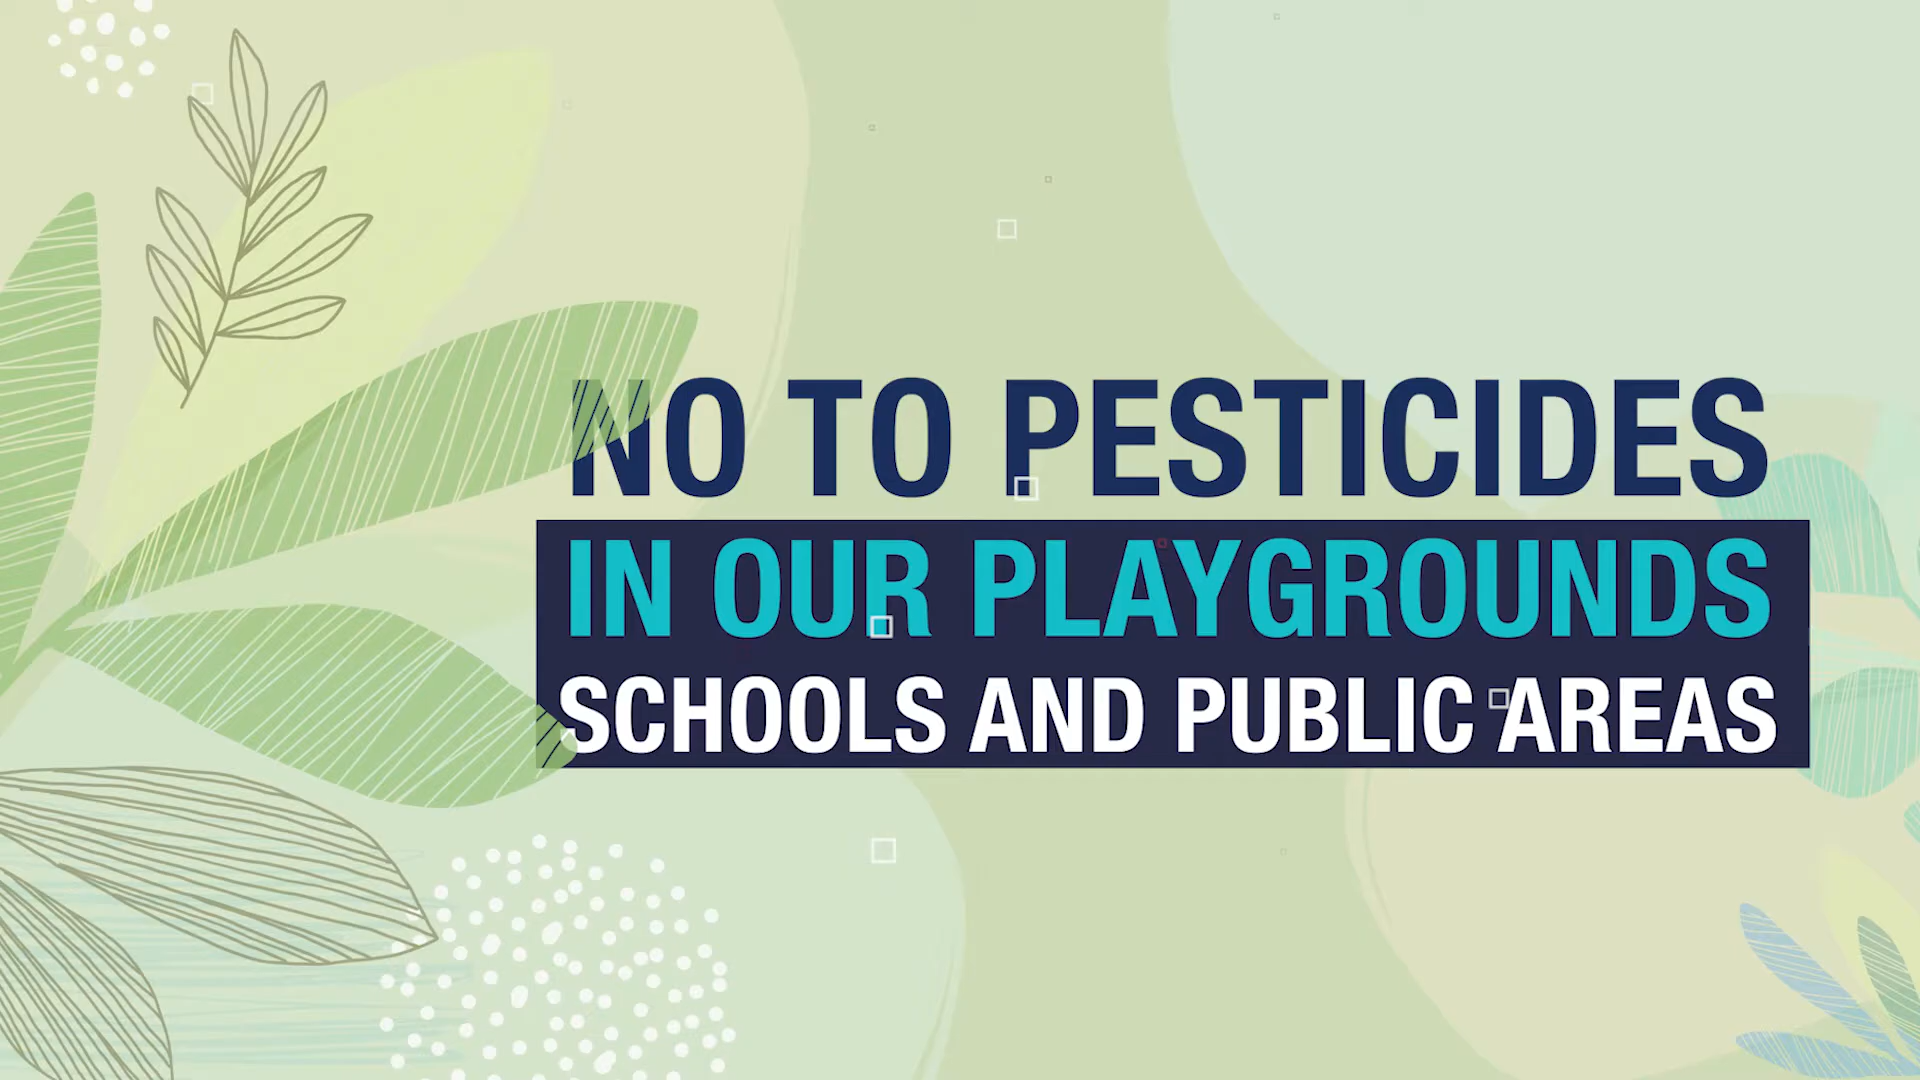 NO TO PESTICIDES
IN OUR PLAYGROUNDS
SCHOOLS AND PUBLIC AREAS